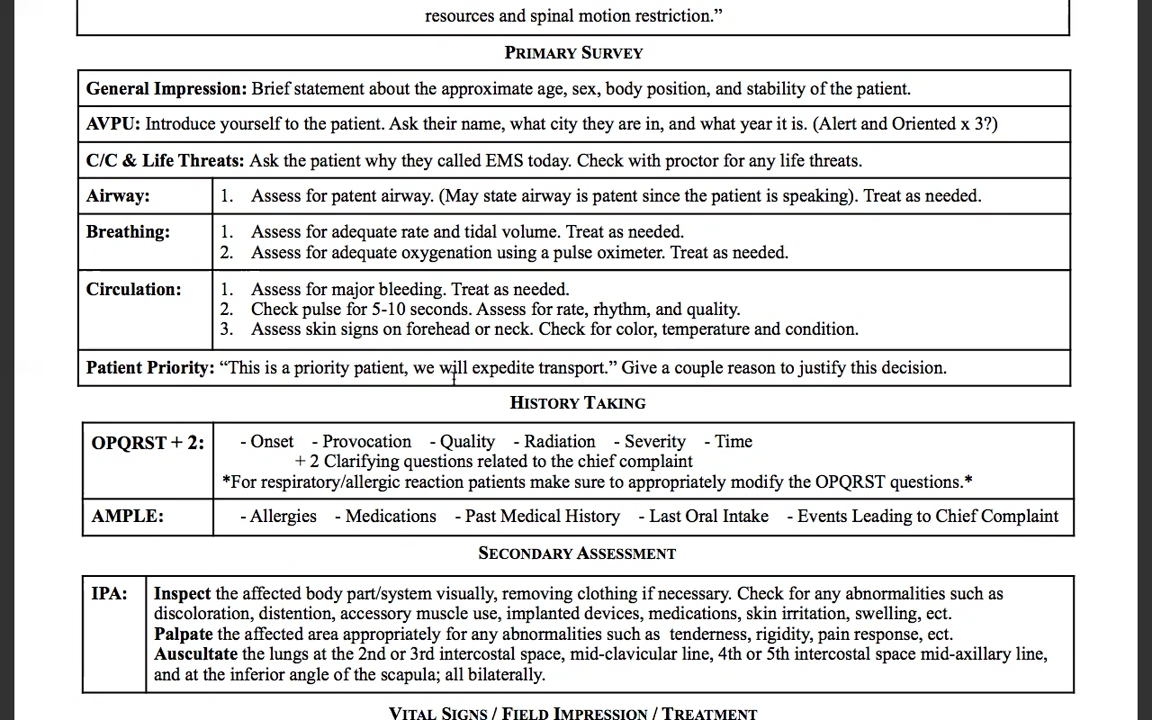 resources and spinal motion restriction.”
PRIMARY SURVEY
General Impression: Brief statement about the approximate age, sex, body position, and stability of the patient.
AVPU: Introduce yourself to the patient. Ask their name, what city they are in, and what year it is. (Alert and Oriented x 3?)
C/C & Life Threats: Ask the patient why they called EMS today. Check with proctor for any life threats.
Airway: 1. Assess for patent airway. (May state airway is patent since the patient is speaking). Treat as needed.
Breathing: 1. Assess for adequate rate and tidal volume. Treat as needed.
2. Assess for adequate oxygenation using a pulse oximeter. Treat as needed.
Circulation: 1. Assess for major bleeding. Treat as needed.
2. Check pulse for 5-10 seconds. Assess for rate, rhythm, and quality.
3. Assess skin signs on forehead or neck. Check for color, temperature and condition.
Patient Priority: “This is a priority patient, we will expedite transport.” Give a couple reason to justify this decision.
HISTORY TAKING
OPQRST + 2: - Onset - Provocation - Quality - Radiation - Severity - Time
+ 2 Clarifying questions related to the chief complaint
*For respiratory/allergic reaction patients make sure to appropriately modify the OPQRST questions.*
AMPLE: - Allergies - Medications - Past Medical History - Last Oral Intake - Events Leading to Chief Complaint
SECONDARY ASSESSMENT
IPA: Inspect the affected body part/system visually, removing clothing if necessary. Check for any abnormalities such as
discoloration, distention, accessory muscle use, implanted devices, medications, skin irritation, swelling, ect.
Palpate the affected area appropriately for any abnormalities such as tenderness, rigidity, pain response, ect.
Auscultate the lungs at the 2nd or 3rd intercostal space, mid-clavicular line, 4th or 5th intercostal space mid-axillary line,
and at the inferior angle of the scapula; all bilaterally.
VITAL SIGNS / FIELD IMPRESSION / TREATMENT